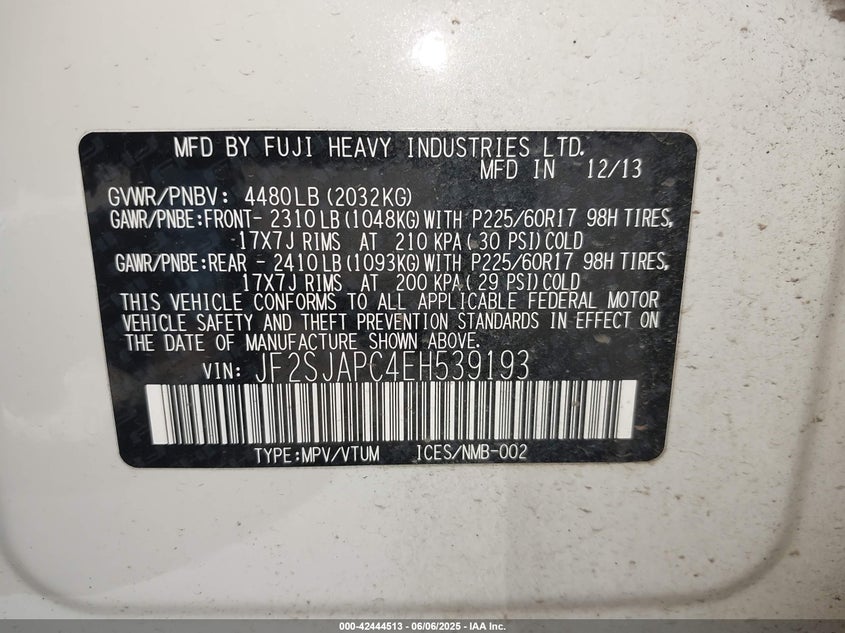 MFD BY FUJI HEAVY INDUSTRIES LTD.
MFD IN 12/13
GVWR/PNBV: 4480LB (2032KG)
GAWR/PNBE:FRONT- 2310LB (1048KG) WITH P225/60R17 98H TIRES,
17X7J RIMS AT 210 KPA ( 30 PSI) COLD
GAWR/PNBE:REAR - 2410LB (1093KG) WITH P225/60R17 98H TIRES,
17X7J RIMS AT 200 KPA ( 29 PSI) COLD
THIS VEHICLE CONFORMS TO ALL APPLICABLE FEDERAL MOTOR
VEHICLE SAFETY AND THEFT PREVENTION STANDARDS IN EFFECT ON
THE DATE OF MANUFACTURE SHOWN ABOVE.
VIN: JF2SJAPC4EH539193
TYPE:MPV/VTUM ICES/NMB-002
000-42444513 - 06/06/2025 - IAA Inc.